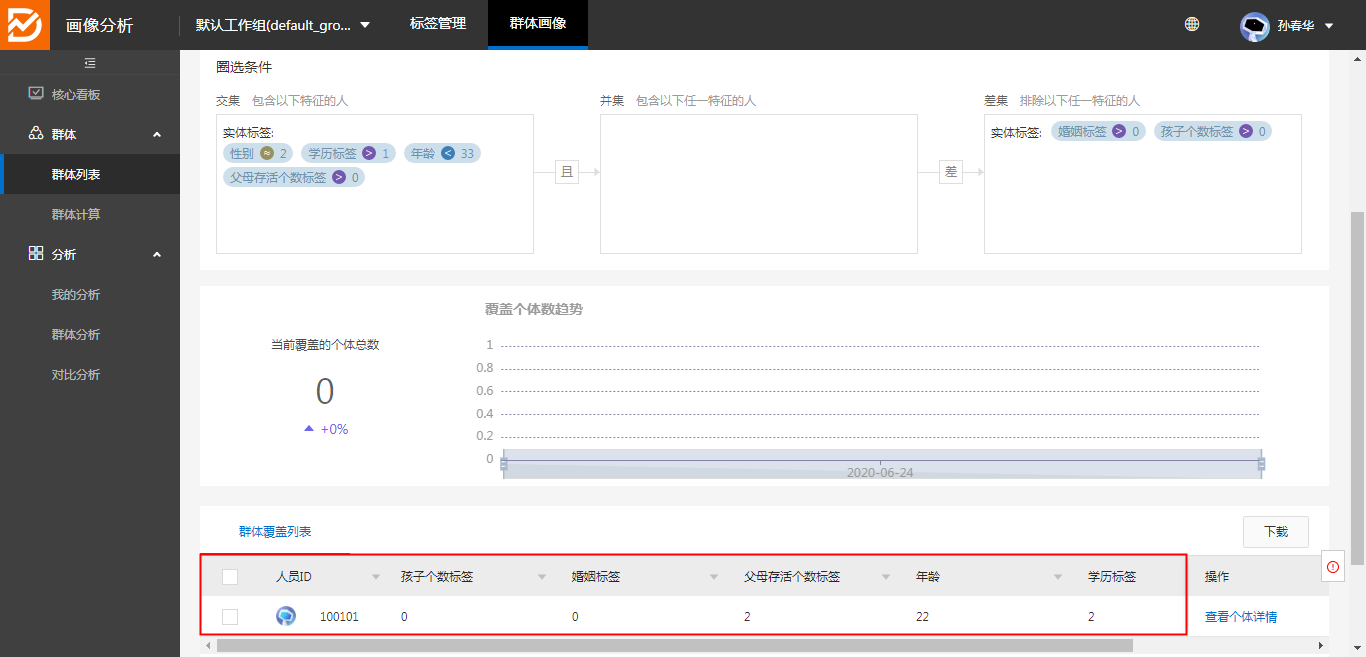 画像分析 默认工作组(default_gro... 标签管理 群体画像 孙春华
核心看板
群体
群体列表
群体计算
分析
我的分析
群体分析
对比分析
圈选条件
交集 包含以下特征的人
实体标签:
性别 ≈ 2 学历标签 > 1 年龄 < 33
父母存活个数标签 > 0
且
并集 包含以下任一特征的人
差
差集 排除以下任一特征的人
实体标签: 婚姻标签 > 0 孩子个数标签 > 0
当前覆盖的个体总数
0
+0%
覆盖个体数趋势
1
0.8
0.6
0.4
0.2
0
2020-06-24
群体覆盖列表 下载
人员ID 孩子个数标签 婚姻标签 父母存活个数标签 年龄 学历标签 操作
100101 0 0 2 22 2 查看个体详情